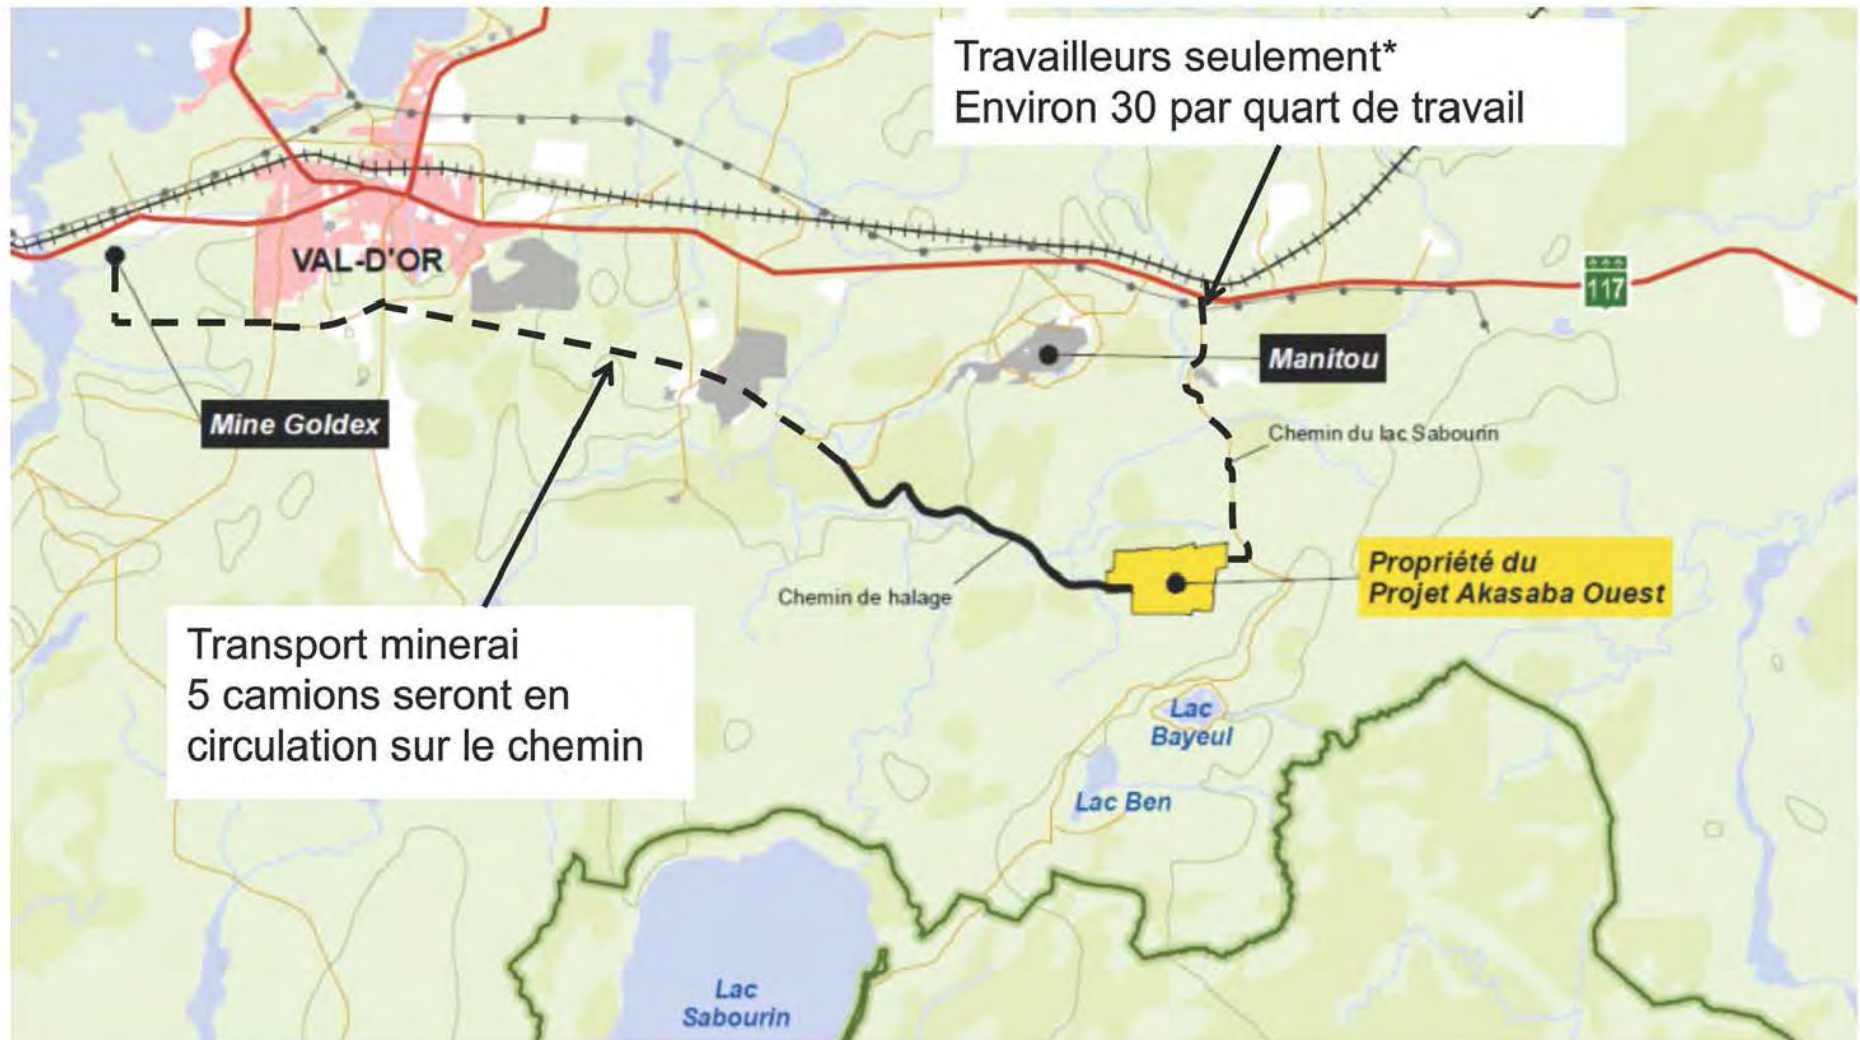 Travailleurs seulement*
Environ 30 par quart de travail
VAL-D'OR
117
Manitou
Mine Goldex
Chemin du lac Sabourin
Propriété du
Projet Akasaba Ouest
Chemin de halage
Transport minerai
5 camions seront en
circulation sur le chemin
Lac
Bayeul
Lac Ben
Lac
Sabourin